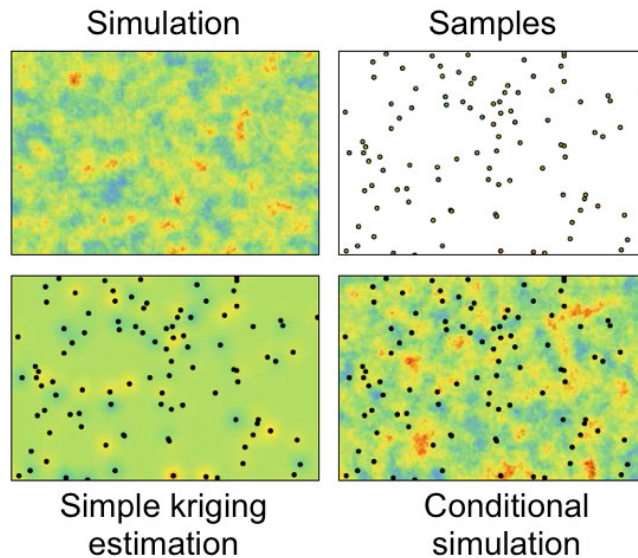 Simulation
Samples
Simple kriging
estimation
Conditional
simulation